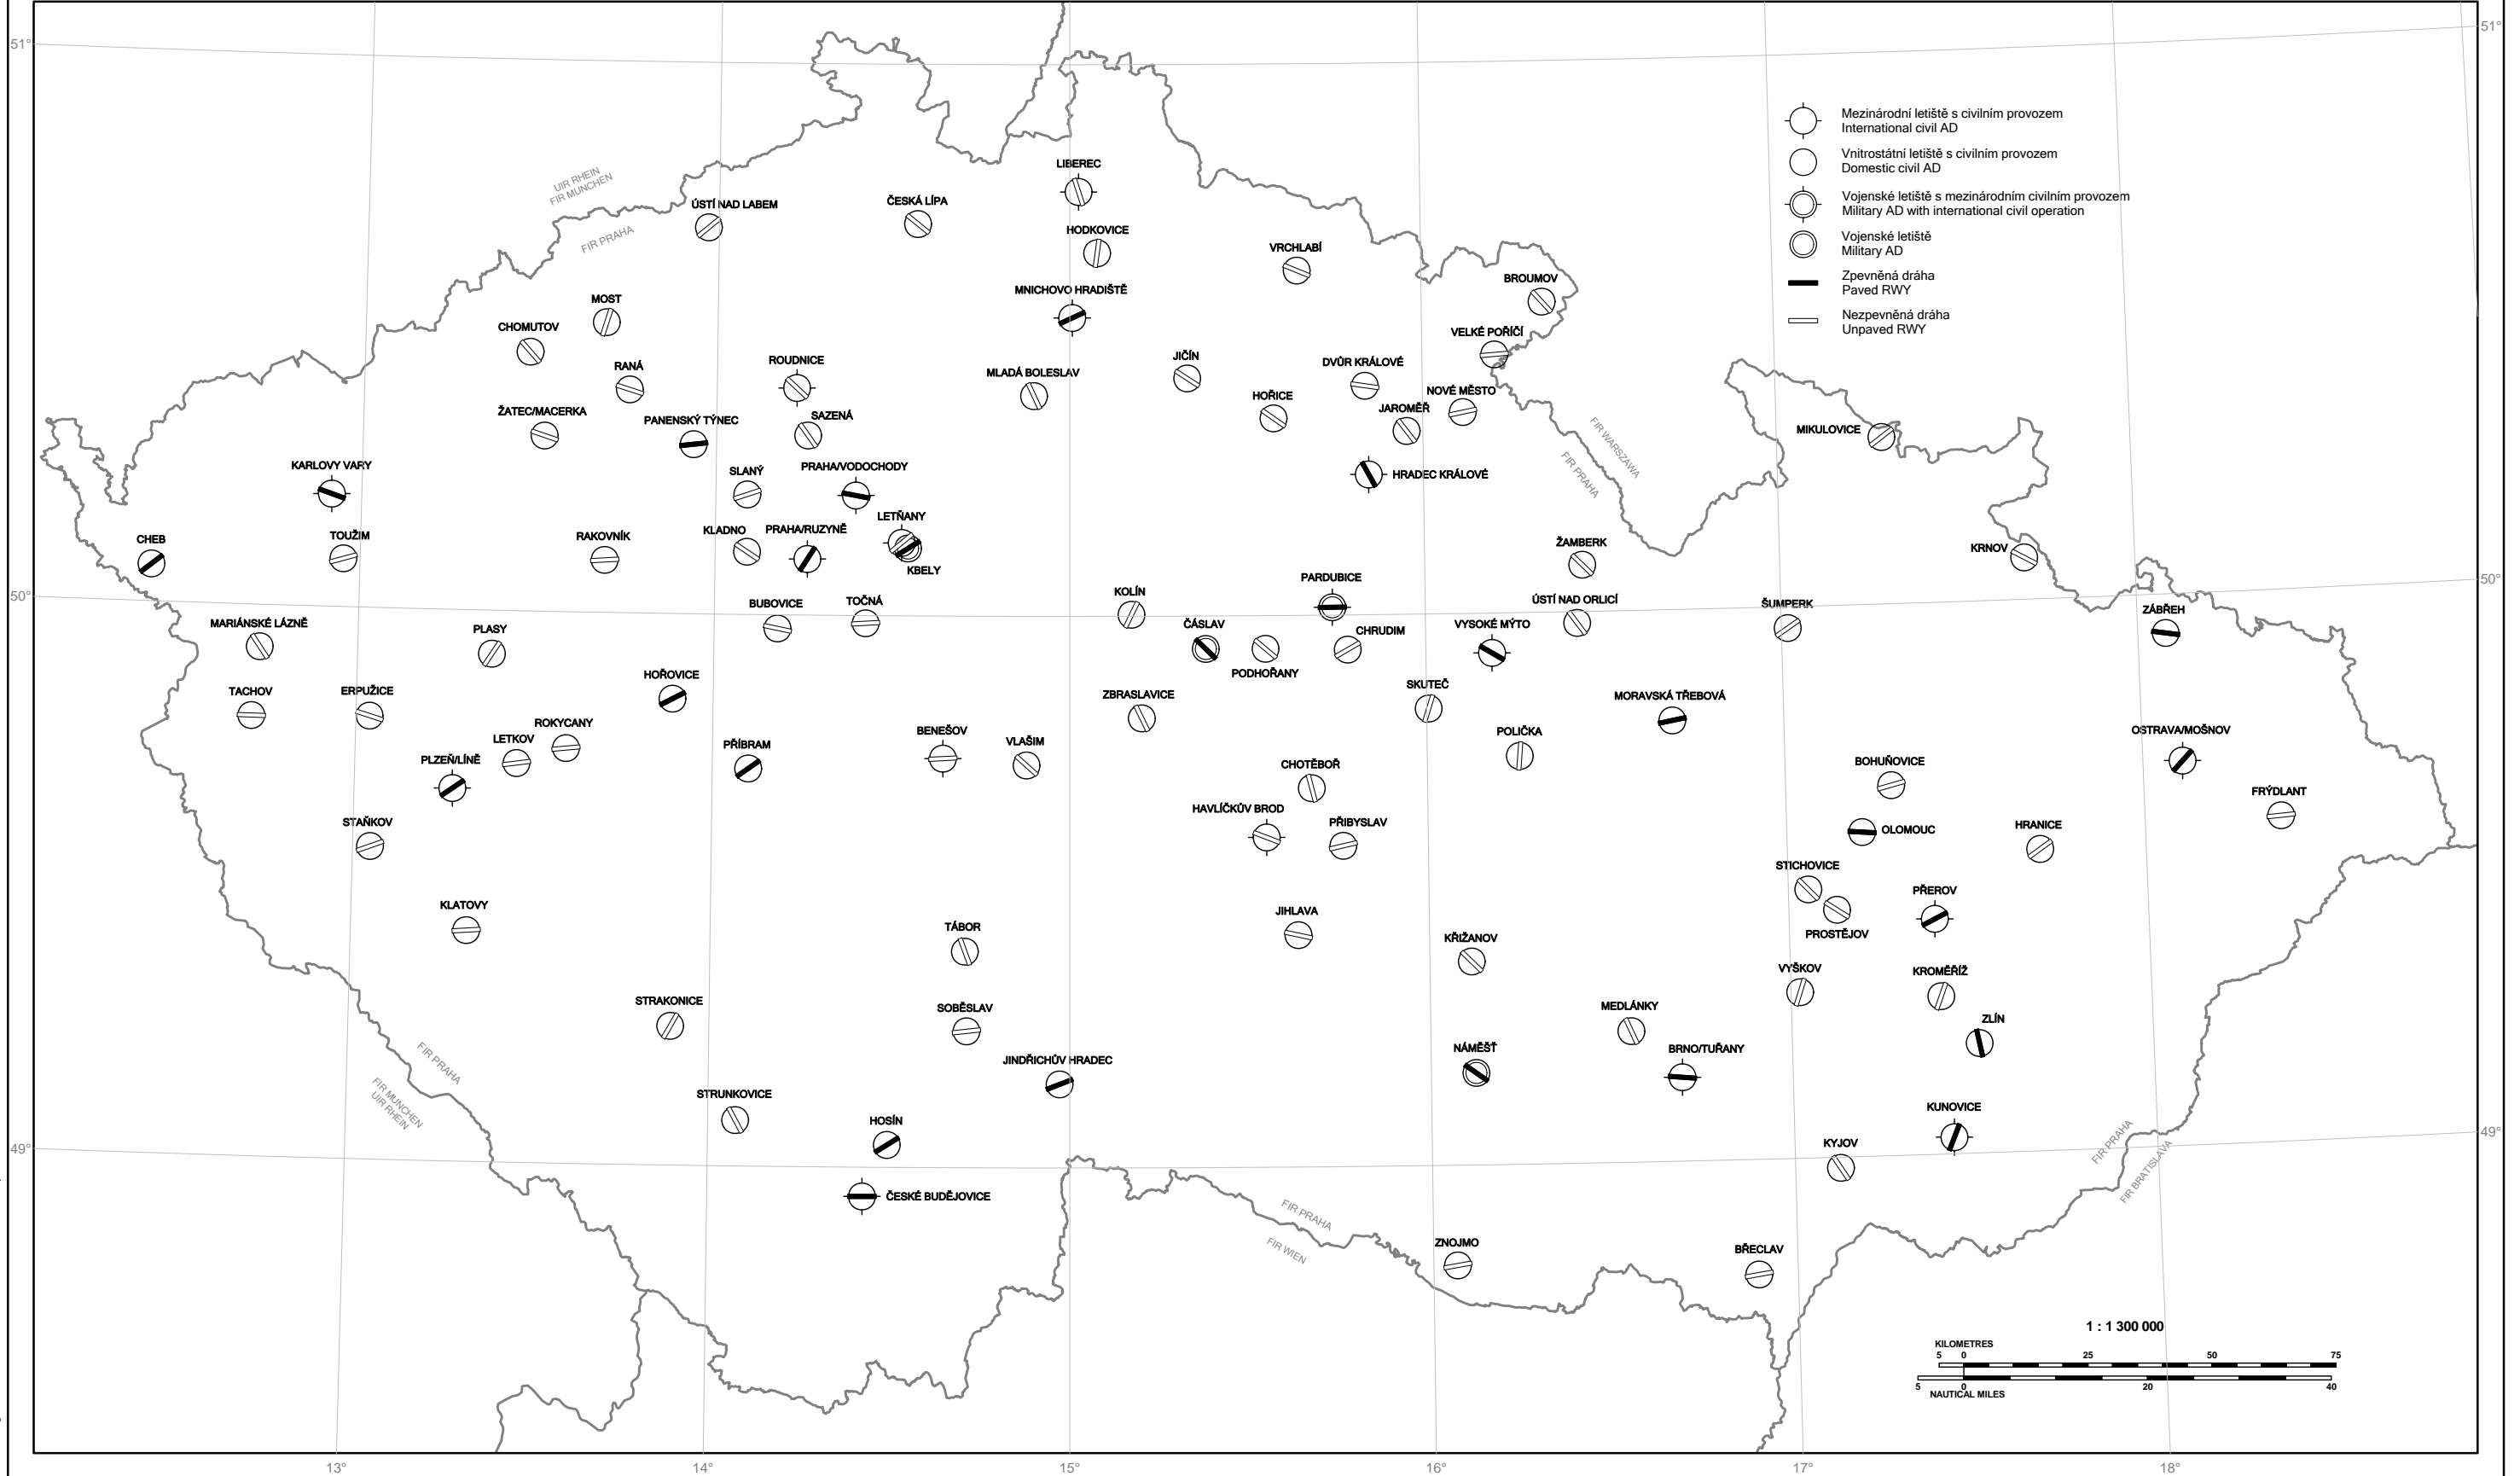 51°
51°
Mezinárodní letiště s civilním provozem
International civil AD
Vnitrostátní letiště s civilním provozem
Domestic civil AD
Vojenské letiště s mezinárodním civilním provozem
Military AD with international civil operation
Vojenské letiště
Military AD
Zpevněná dráha
Paved RWY
Nezpevněná dráha
Unpaved RWY
UIR RHEIN
FIR MUNCHEN
FIR PRAHA
LIBEREC
ÚSTÍ NAD LABEM
ČESKÁ LÍPA
HODKOVICE
VRCHLABÍ
BROUMOV
MNICHOVO HRADIŠTĚ
MOST
CHOMUTOV
VELKÉ POŘÍČÍ
RANÁ
ROUDNICE
MLADÁ BOLESLAV
JIČÍN
DVŮR KRÁLOVÉ
HOŘICE
NOVÉ MĚSTO
JAROMĚŘ
ŽATEC/MACERKA
PANENSKÝ TÝNEC
SAZENÁ
MIKULOVICE
FIR WARSZAWA
FIR PRAHA
KARLOVY VARY
SLANÝ
PRAHA/VODOCHODY
HRADEC KRÁLOVÉ
LETŇANY
CHEB
TOUŽIM
RAKOVNÍK
KLADNO
PRAHA/RUZYNĚ
KBELY
ŽAMBERK
KRNOV
50°
50°
KOLÍN
PARDUBICE
ÚSTÍ NAD ORLICÍ
ŠUMPERK
ZÁBŘEH
MARIÁNSKÉ LÁZNĚ
PLASY
BUBOVICE
TOČNÁ
ČÁSLAV
CHRUDIM
VYSOKÉ MÝTO
PODHOŘANY
TACHOV
ERPUŽICE
HOŘOVICE
ZBRASLAVICE
SKUTEČ
MORAVSKÁ TŘEBOVÁ
ROKYCANY
LETKOV
PLZEŇ/LÍNĚ
PŘÍBRAM
BENEŠOV
VLAŠIM
POLIČKA
OSTRAVA/MOŠNOV
CHOTĚBOŘ
BOHUŇOVICE
FRÝDLANT
HAVLÍČKŮV BROD
PŘIBYSLAV
STAŇKOV
OLOMOUC
HRANICE
STICHOVICE
PŘEROV
KLATOVY
TÁBOR
JIHLAVA
PROSTĚJOV
KŘIŽANOV
VYŠKOV
KROMĚŘÍŽ
STRAKONICE
SOBĚSLAV
MEDLÁNKY
ZLÍN
JINDŘICHŮV HRADEC
NÁMĚŠŤ
BRNO/TUŘANY
FIR PRAHA
FIR MUNCHEN
UIR RHEIN
STRUNKOVICE
HOSÍN
KUNOVICE
KYJOV
49°
49°
FIR PRAHA
FIR BRATISLAVA
ČESKÉ BUDĚJOVICE
FIR PRAHA
FIR WIEN
ZNOJMO
BŘECLAV
1 : 1 300 000
KILOMETRES
5 0 25 50 75
5 0 20 40
NAUTICAL MILES
13° 14° 15° 16° 17° 18°